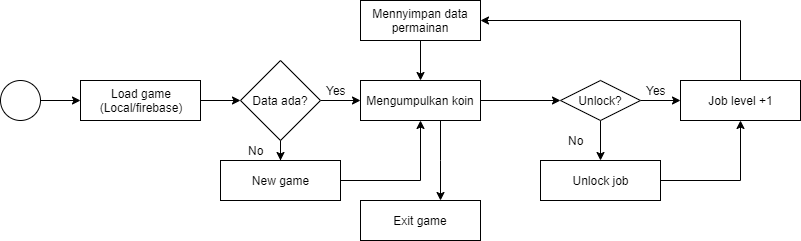 Mennyimpan data
permainan
Load game
(Local/firebase)
Data ada?
Yes
Mengumpulkan koin
Unlock?
Yes
Job level +1
No
No
New game
Unlock job
Exit game